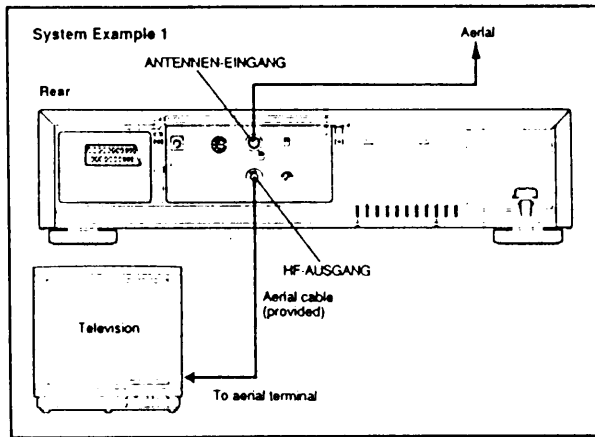 System Example 1
Aerial
ANTENNEN-EINGANG
Rear
HF-AUSGANG
Aerial cable
(provided)
Television
To aerial terminal